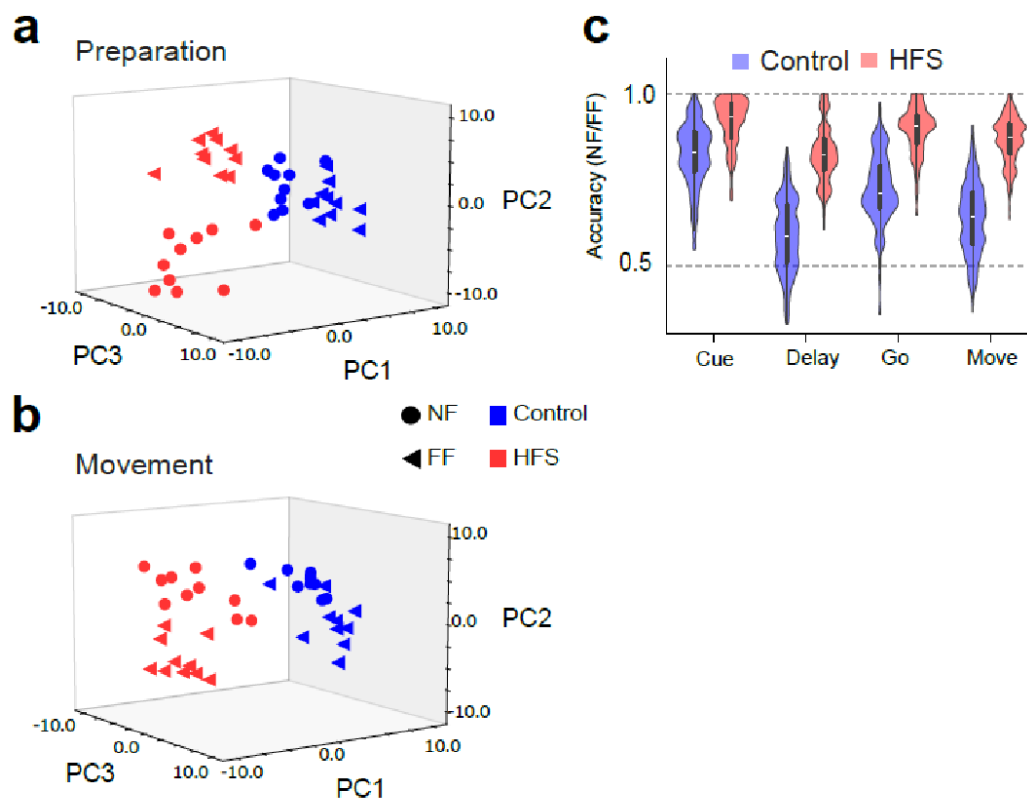 a
Preparation
10.0
0.0
-10.0
PC2
-10.0
0.0
10.0
PC3
-10.0
0.0
10.0
PC1
b
NF
Control
FF
HFS
Movement
10.0
0.0
-10.0
PC2
-10.0
0.0
10.0
PC3
-10.0
0.0
10.0
PC1
c
Control
HFS
Accuracy (NF/FF)
1.0
0.5
Cue
Delay
Go
Move